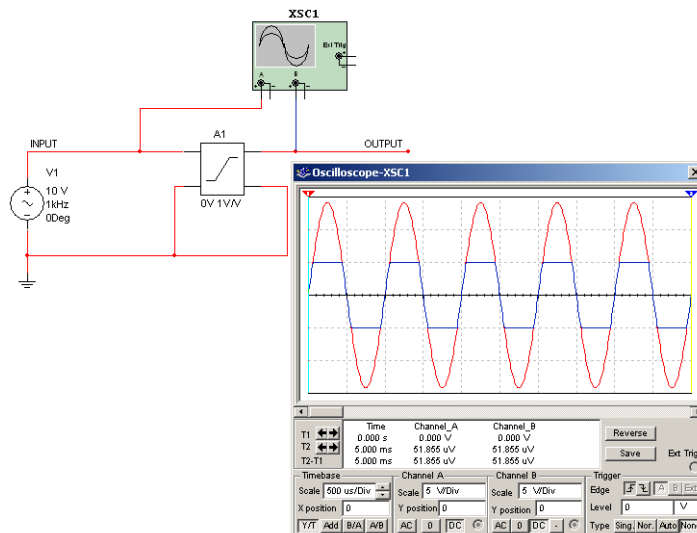 XSC1
Ext Trig
+
-
A
B
+ - + -
INPUT
A1
OUTPUT
V1
10 V
1kHz
0Deg
0V 1V/V
Oscilloscope-XSC1
Time Channel_A Channel_B
T1 0.000 s 0.000 V 0.000 V
T2 5.000 ms 51.855 uV 51.855 uV
T2-T1 5.000 ms 51.855 uV 51.855 uV
Reverse
Save
Ext Trig
Timebase
Scale 500 us/Div
X position 0
Y/T Add B/A A/B
Channel A
Scale 5 V/Div
Y position 0
AC 0 DC
Channel B
Scale 5 V/Div
Y position 0
AC 0 DC -
Trigger
Edge A B Ext
Level 0 V
Type Sing. Nor. Auto None